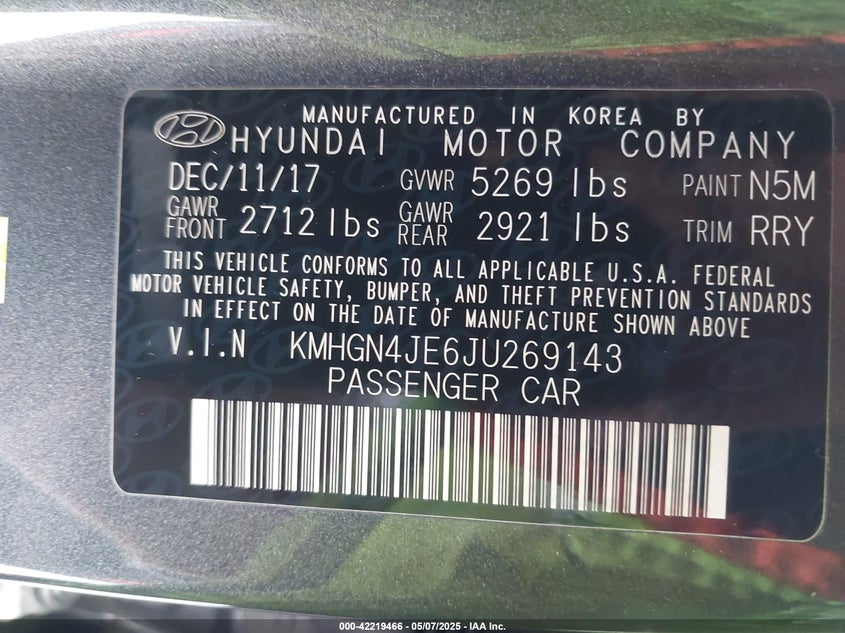 MANUFACTURED IN KOREA BY
HYUNDAI MOTOR COMPANY
DEC/11/17 GVWR 5269 lbs PAINT N5M
GAWR FRONT 2712 lbs GAWR REAR 2921 lbs TRIM RRY
THIS VEHICLE CONFORMS TO ALL APPLICABLE U.S.A. FEDERAL
MOTOR VEHICLE SAFETY, BUMPER, AND THEFT PREVENTION STANDARDS
IN EFFECT ON THE DATE OF MANUFACTURE SHOWN ABOVE
V.I.N KMHGN4JE6JU269143
PASSENGER CAR
000-42219466 - 05/07/2025 - IAA Inc.